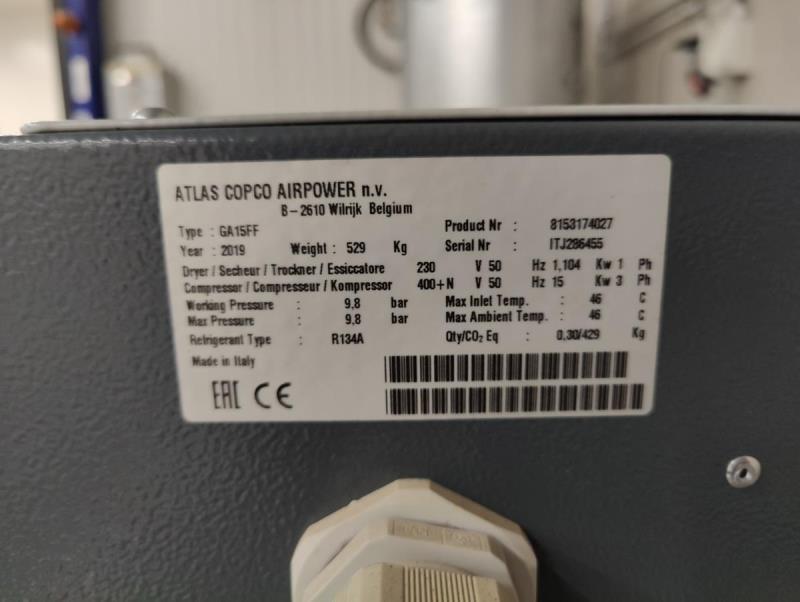 ATLAS COPCO AIRPOWER n.v.
B-2610 Wilrijk Belgium
Type : GA15FF Product Nr : 8153174027
Year : 2019 Weight : 529 Kg Serial Nr : ITJ286455
Dryer / Secheur / Trockner / Essiccatore 230 V 50 Hz 1,104 Kw 1 Ph
Compressor / Compresseur / Kompressor 400+N V 50 Hz 15 Kw 3 Ph
Working Pressure : 9,8 bar Max Inlet Temp. : 46 C
Max Pressure : 9,8 bar Max Ambient Temp. : 46 C
Refrigerant Type : R134A Qty/CO₂ Eq : 0,30/429 Kg
Made in Italy
EAC CE